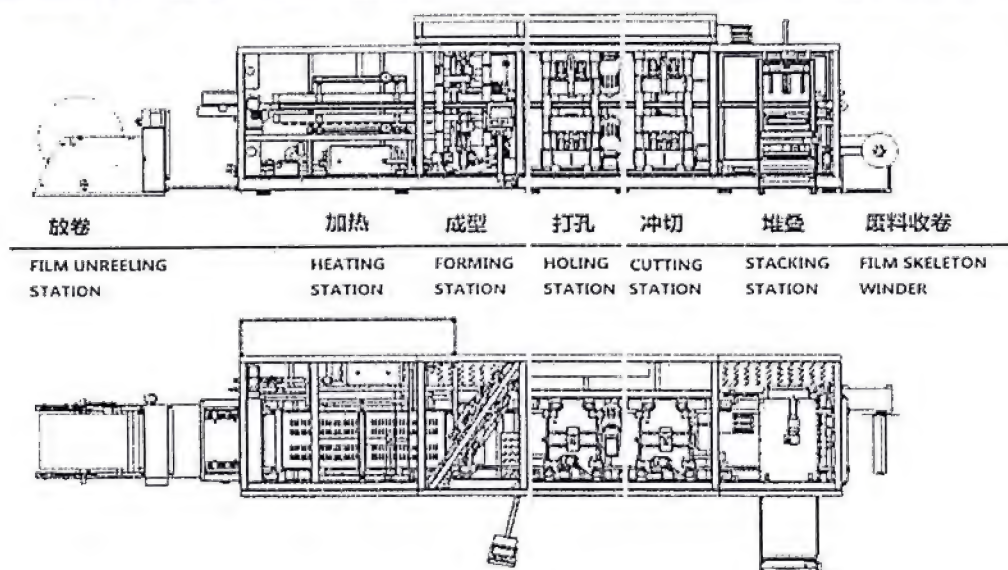 放卷 加热 成型 打孔 冲切 堆叠 废料收卷
FILM UNREELING HEATING FORMING HOLING CUTTING STACKING FILM SKELETON
STATION STATION STATION STATION STATION STATION WINDER